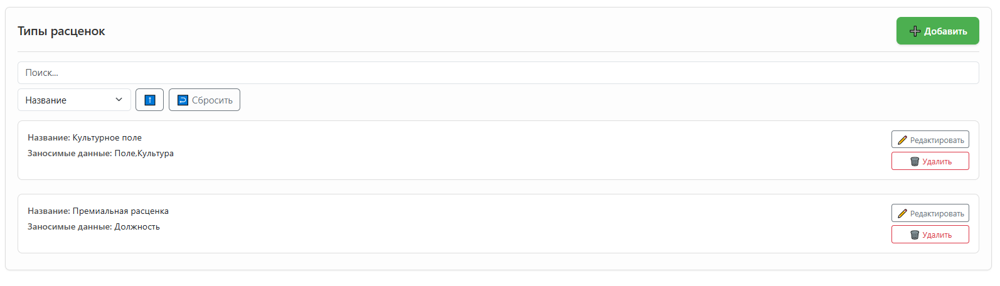 Типы расценок
Добавить
Поиск...
Название
Сбросить
Название: Культурное поле
Заносимые данные: Поле,Культура
Редактировать
Удалить
Название: Премиальная расценка
Заносимые данные: Должность
Редактировать
Удалить